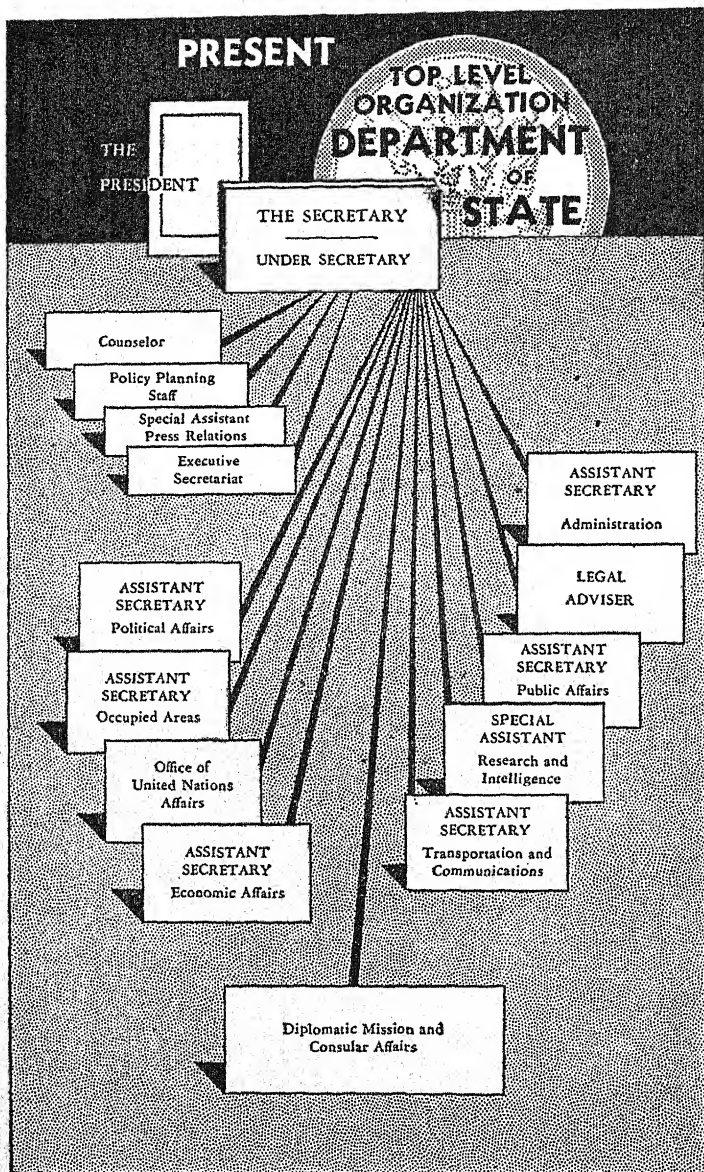 PRESENT
TOP LEVEL
ORGANIZATION
DEPARTMENT
OF
STATE
THE
PRESIDENT
THE SECRETARY
UNDER SECRETARY
Counselor
Policy Planning
Staff
Special Assistant
Press Relations
Executive
Secretariat
ASSISTANT
SECRETARY
Political Affairs
ASSISTANT
SECRETARY
Occupied Areas
Office of
United Nations
Affairs
ASSISTANT
SECRETARY
Economic Affairs
ASSISTANT
SECRETARY
Administration
LEGAL
ADVISER
ASSISTANT
SECRETARY
Public Affairs
SPECIAL
ASSISTANT
Research and
Intelligence
ASSISTANT
SECRETARY
Transportation and
Communications
Diplomatic Mission and
Consular Affairs